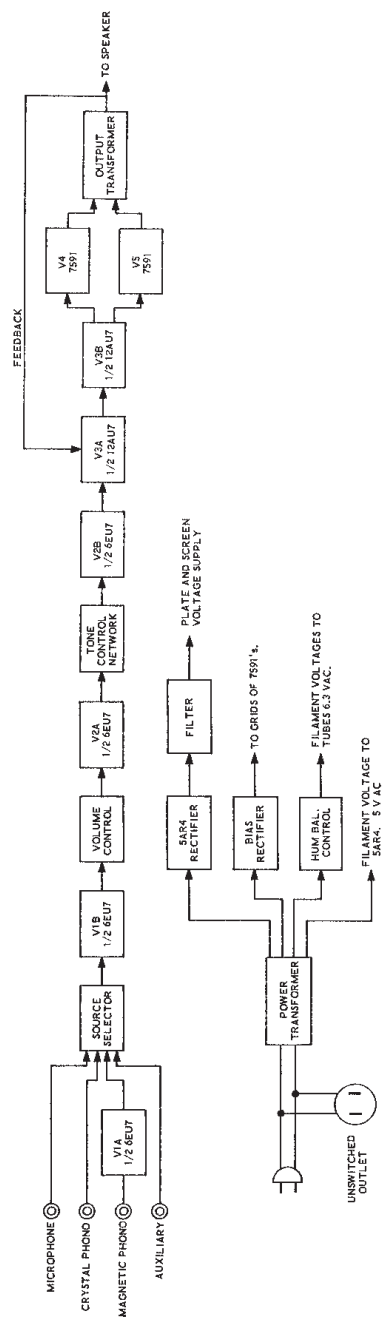 MICROPHONE
CRYSTAL PHONO
MAGNETIC PHONO
AUXILIARY
V1A
1/2 6EU7
SOURCE
SELECTOR
V1B
1/2 6EU7
VOLUME
CONTROL
V2A
1/2 6EU7
TONE
CONTROL
NETWORK
V2B
1/2 6EU7
V3A
1/2 12AU7
V3B
1/2 12AU7
FEEDBACK
V4
7591
V5
7591
OUTPUT
TRANSFORMER
TO SPEAKER
UNSWITCHED
OUTLET
POWER
TRANSFORMER
5AR4
RECTIFIER
FILTER
PLATE AND SCREEN
VOLTAGE SUPPLY
BIAS
RECTIFIER
TO GRIDS OF 7591's.
HUM BAL.
CONTROL
FILAMENT VOLTAGES TO
TUBES 6.3 VAC.
FILAMENT VOLTAGE TO
5AR4. 5 V AC